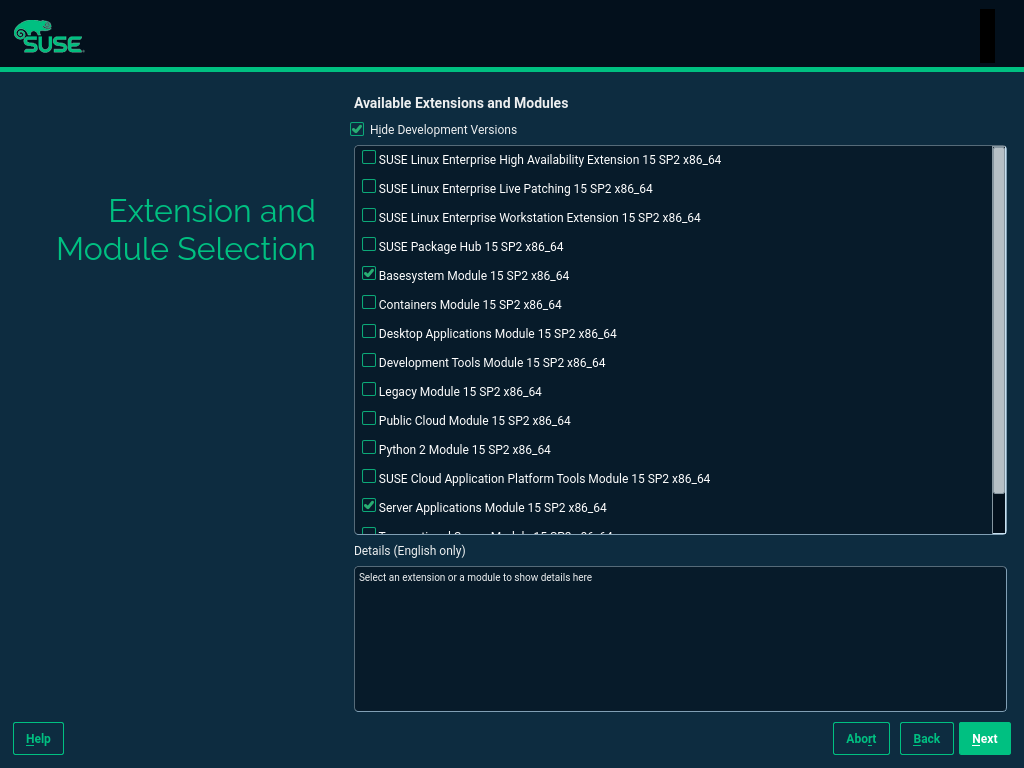 SUSE
Available Extensions and Modules
Hide Development Versions
Extension and
Module Selection
SUSE Linux Enterprise High Availability Extension 15 SP2 x86_64
SUSE Linux Enterprise Live Patching 15 SP2 x86_64
SUSE Linux Enterprise Workstation Extension 15 SP2 x86_64
SUSE Package Hub 15 SP2 x86_64
Basesystem Module 15 SP2 x86_64
Containers Module 15 SP2 x86_64
Desktop Applications Module 15 SP2 x86_64
Development Tools Module 15 SP2 x86_64
Legacy Module 15 SP2 x86_64
Public Cloud Module 15 SP2 x86_64
Python 2 Module 15 SP2 x86_64
SUSE Cloud Application Platform Tools Module 15 SP2 x86_64
Server Applications Module 15 SP2 x86_64
Details (English only)
Select an extension or a module to show details here
Help
Abort
Back
Next